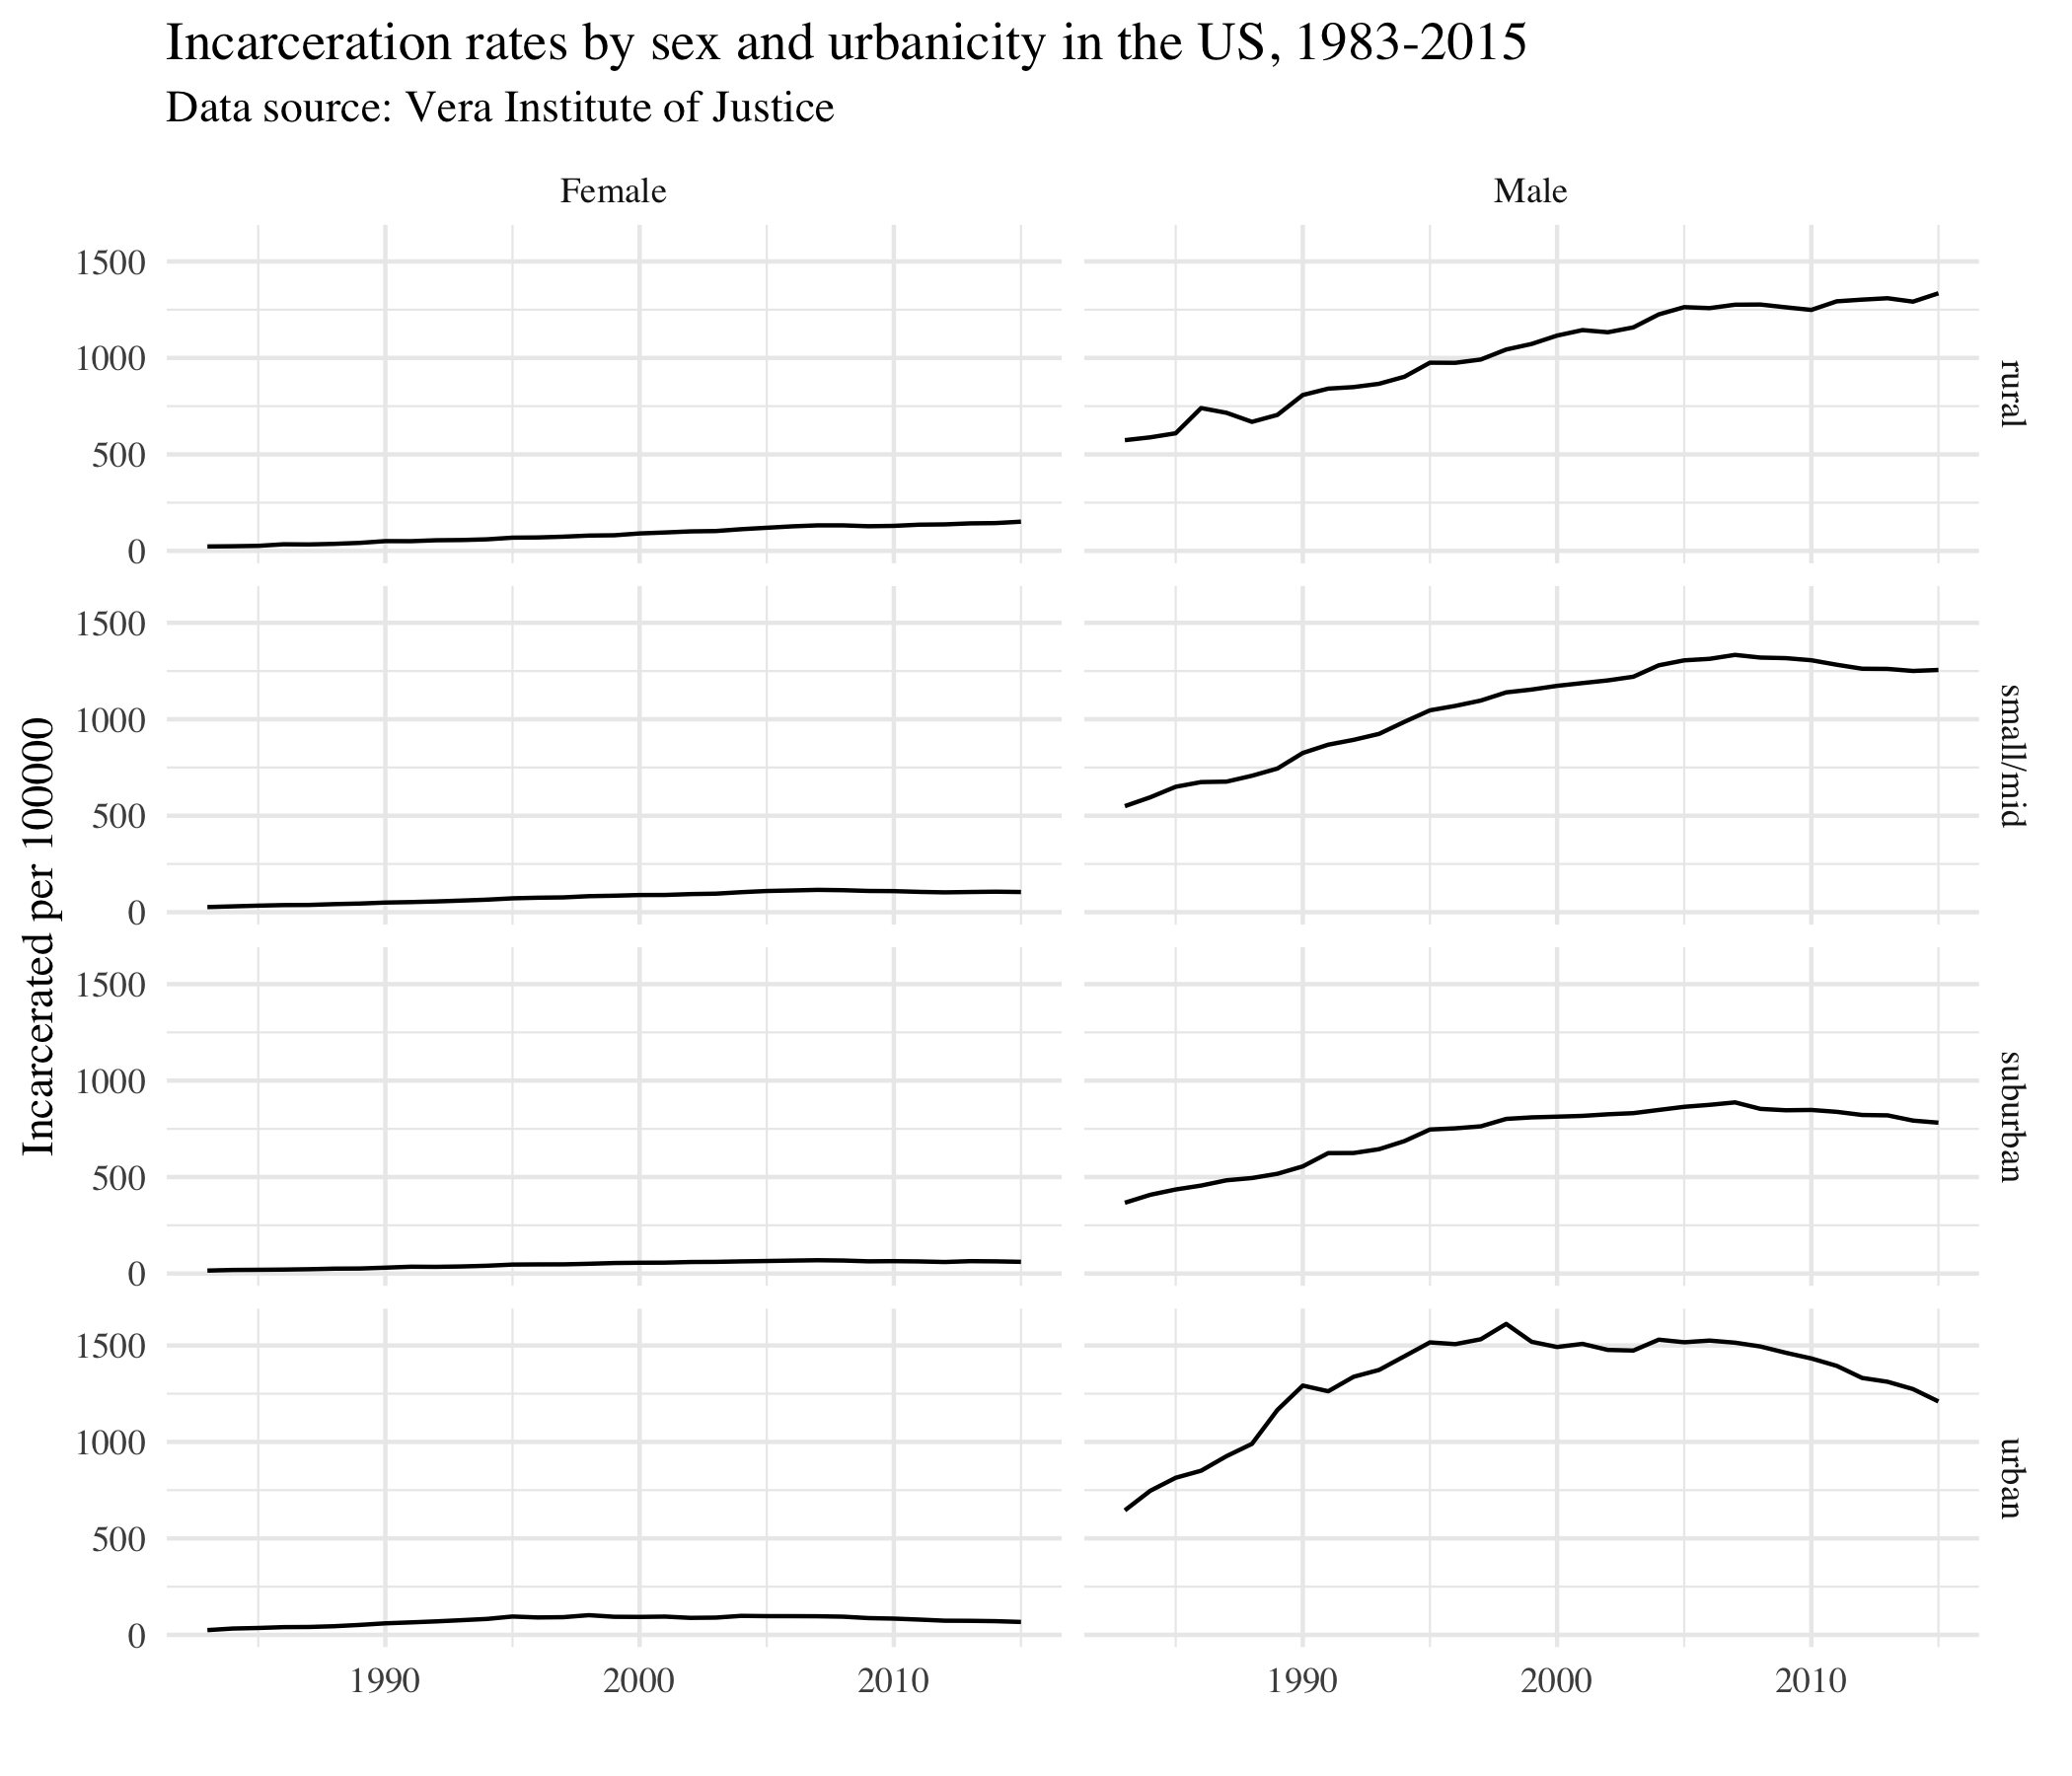 Incarceration rates by sex and urbanicity in the US, 1983-2015
Data source: Vera Institute of Justice
Female
Male
Incarcerated per 100000
1500
1000
500
0
rural
1500
1000
500
0
small/mid
1500
1000
500
0
suburban
1500
1000
500
0
urban
1990
2000
2010
1990
2000
2010